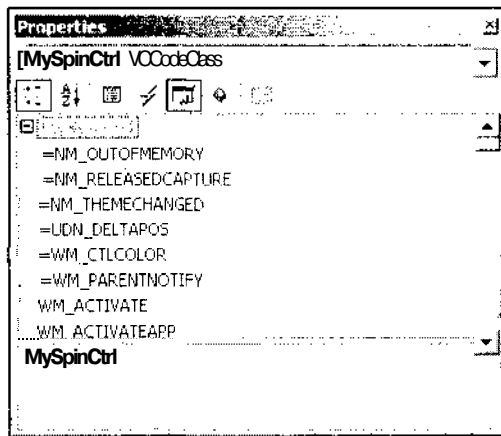 Properties
[MySpinCtrl VCCodeClass
=NM_OUTOFMEMORY
=NM_RELEASEDCAPTURE
=NM_THEMECHANGED
=UDN_DELTAPOS
=WM_CTLCOLOR
=WM_PARENTNOTIFY
WM_ACTIVATE
WM_ACTIVATEAPP
MySpinCtrl